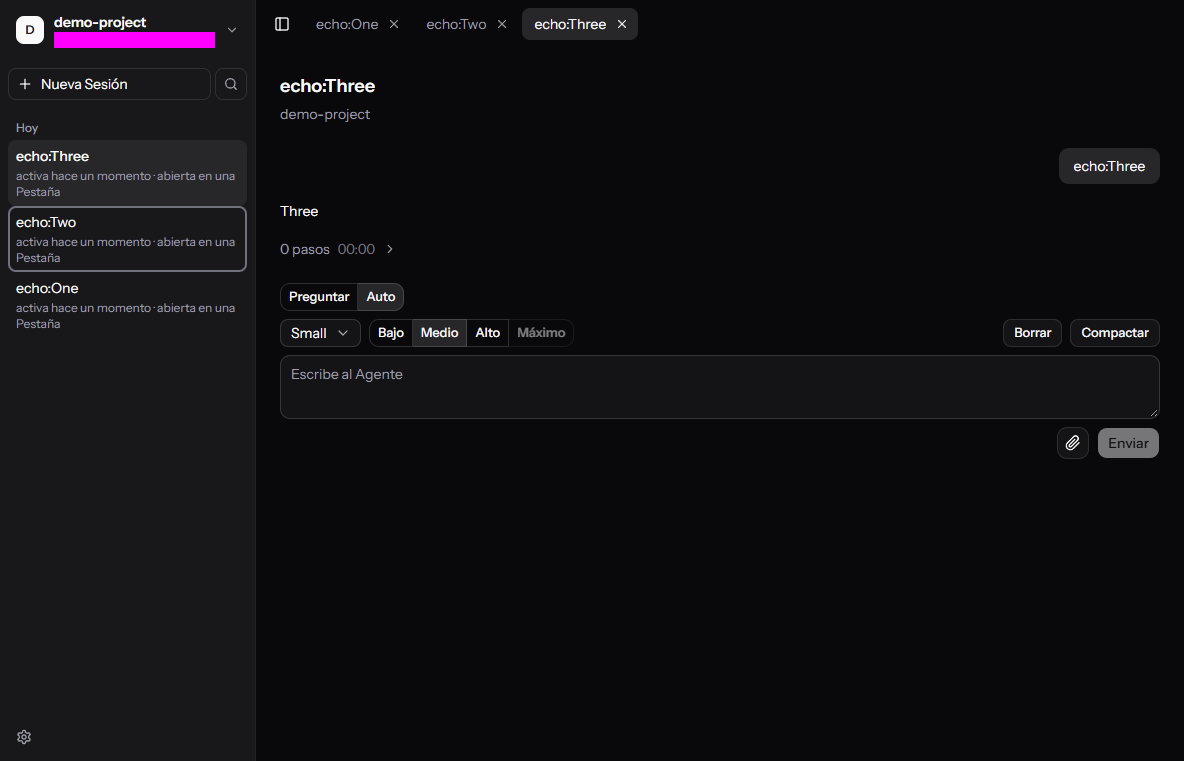 D
demo-project
Nueva Sesión
Hoy
echo:Three
activa hace un momento · abierta en una
Pestaña
echo:Two
activa hace un momento · abierta en una
Pestaña
echo:One
activa hace un momento · abierta en una
Pestaña
echo:One
echo:Two
echo:Three
echo:Three
demo-project
echo:Three
Three
0 pasos 00:00
Preguntar Auto
Small Bajo Medio Alto Máximo Borrar Compactar
Escribe al Agente
Enviar